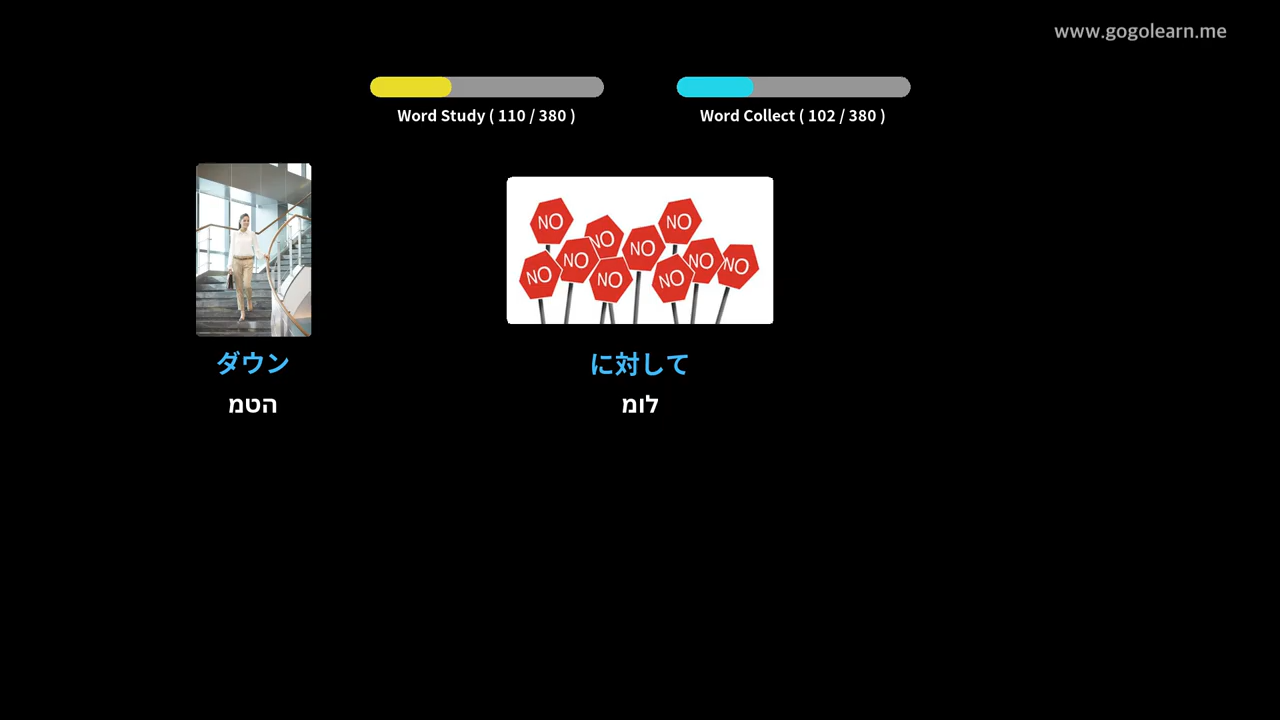 www.gogolearn.me
Word Study ( 110 / 380 )
Word Collect ( 102 / 380 )
NO
NO
NO
NO
NO
NO
NO
NO
NO
NO
ダウン
に対して
הטמ
לומ